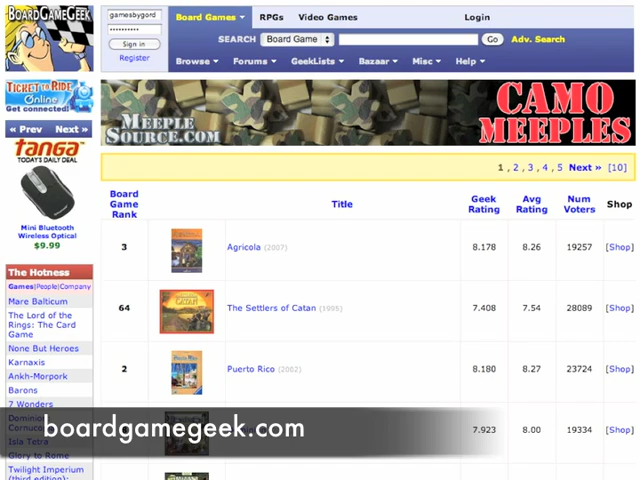 BOARDGAMEGEEK
gamesbygord
••••••••••
Sign in
Register
Board Games
RPGs
Video Games
Login
SEARCH
Board Game
Go
Adv. Search
Browse
Forums
GeekLists
Bazaar
Misc
Help
TICKET TO RIDE
Online
Get connected!
« Prev Next »
tanga
TODAY'S DAILY DEAL
Mini Bluetooth
Wireless Optical
$9.99
MEEPLE
SOURCE.COM
CAMO
MEEPLES
1 , 2 , 3 , 4 , 5 Next » [10]
Board
Game
Rank
Title
Geek
Rating
Avg
Rating
Num
Voters
Shop
3
Agricola (2007)
8.178
8.26
19257
[Shop]
64
CATAN
The Settlers of Catan (1995)
7.408
7.54
28089
[Shop]
2
Puerto Rico (2002)
8.180
8.27
23724
[Shop]
7.923
8.00
19334
[Shop]
The Hotness
Games|People|Company
Mare Balticum
The Lord of the
Rings: The Card
Game
None But Heroes
Karnaxis
Ankh-Morpork
Barons
7 Wonders
Isla Tetra
Glory to Rome
Twilight Imperium
(third edition):
boardgamegeek.com